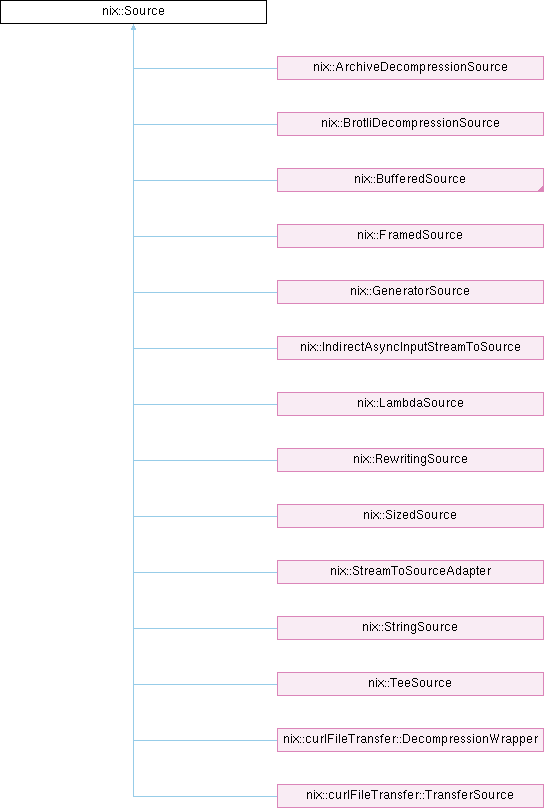 nix::Source
nix::ArchiveDecompressionSource
nix::BrotliDecompressionSource
nix::BufferedSource
nix::FramedSource
nix::GeneratorSource
nix::IndirectAsyncInputStreamToSource
nix::LambdaSource
nix::RewritingSource
nix::SizedSource
nix::StreamToSourceAdapter
nix::StringSource
nix::TeeSource
nix::curlFileTransfer::DecompressionWrapper
nix::curlFileTransfer::TransferSource